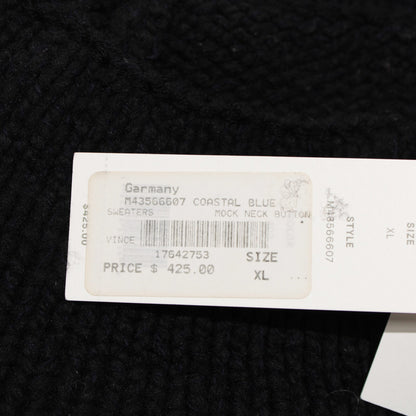 Garmany
M43566607 COASTAL BLUE
SWEATERS MOCK NECK BUTTON
VINCE
17642753
SIZE
PRICE $ 425.00
XL
$425.00
STYLE
M48566607
SIZE
XL